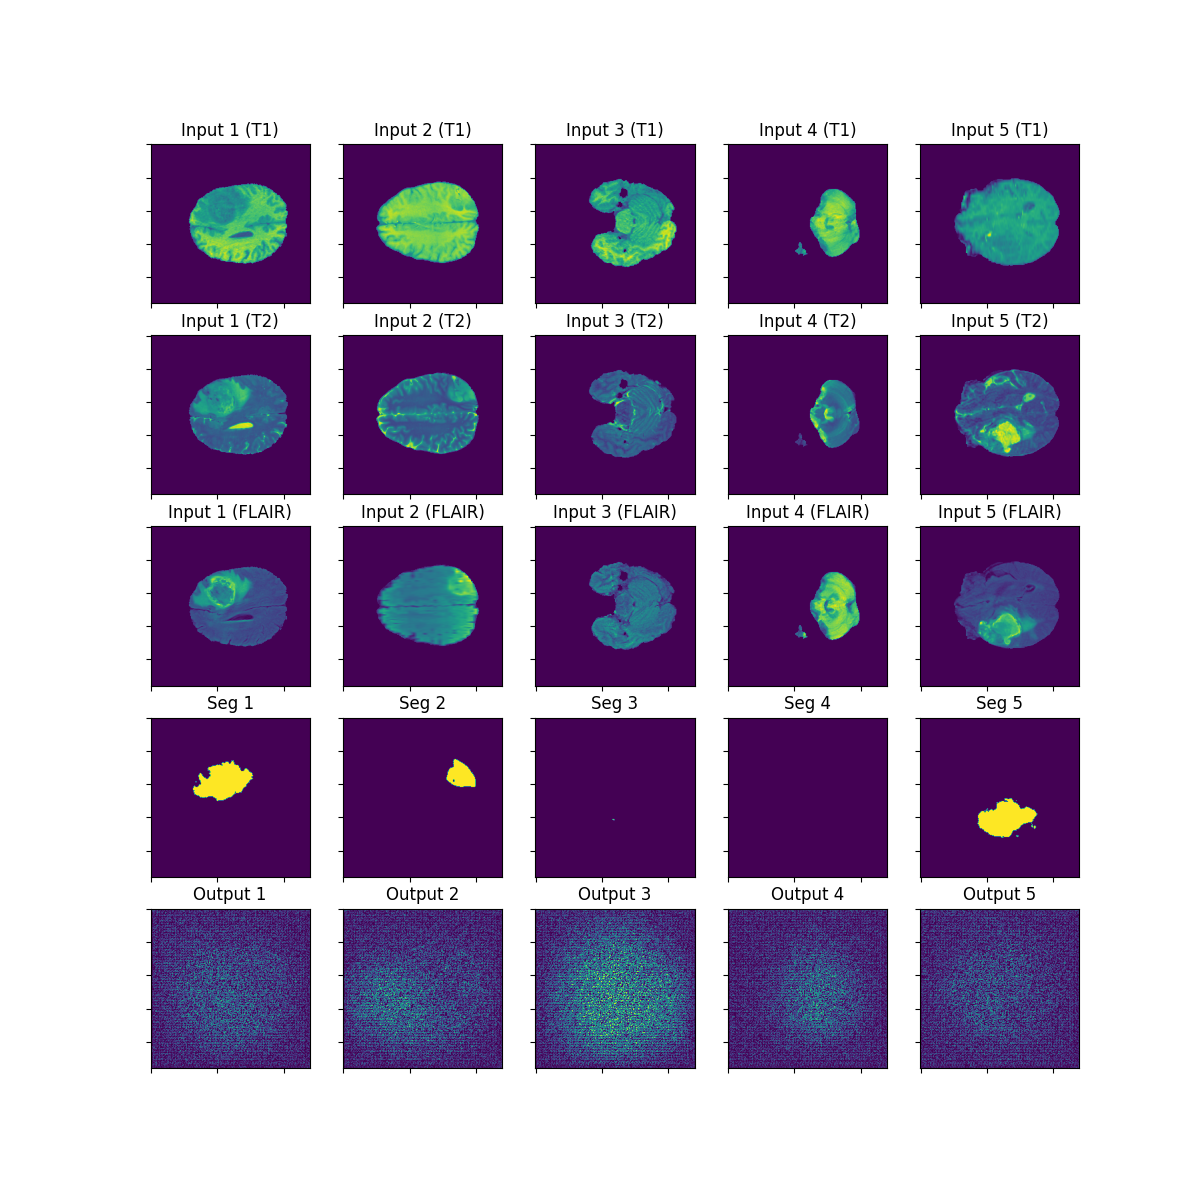 Input 1 (T1) Input 2 (T1) Input 3 (T1) Input 4 (T1) Input 5 (T1)
Input 1 (T2) Input 2 (T2) Input 3 (T2) Input 4 (T2) Input 5 (T2)
Input 1 (FLAIR) Input 2 (FLAIR) Input 3 (FLAIR) Input 4 (FLAIR) Input 5 (FLAIR)
Seg 1 Seg 2 Seg 3 Seg 4 Seg 5
Output 1 Output 2 Output 3 Output 4 Output 5